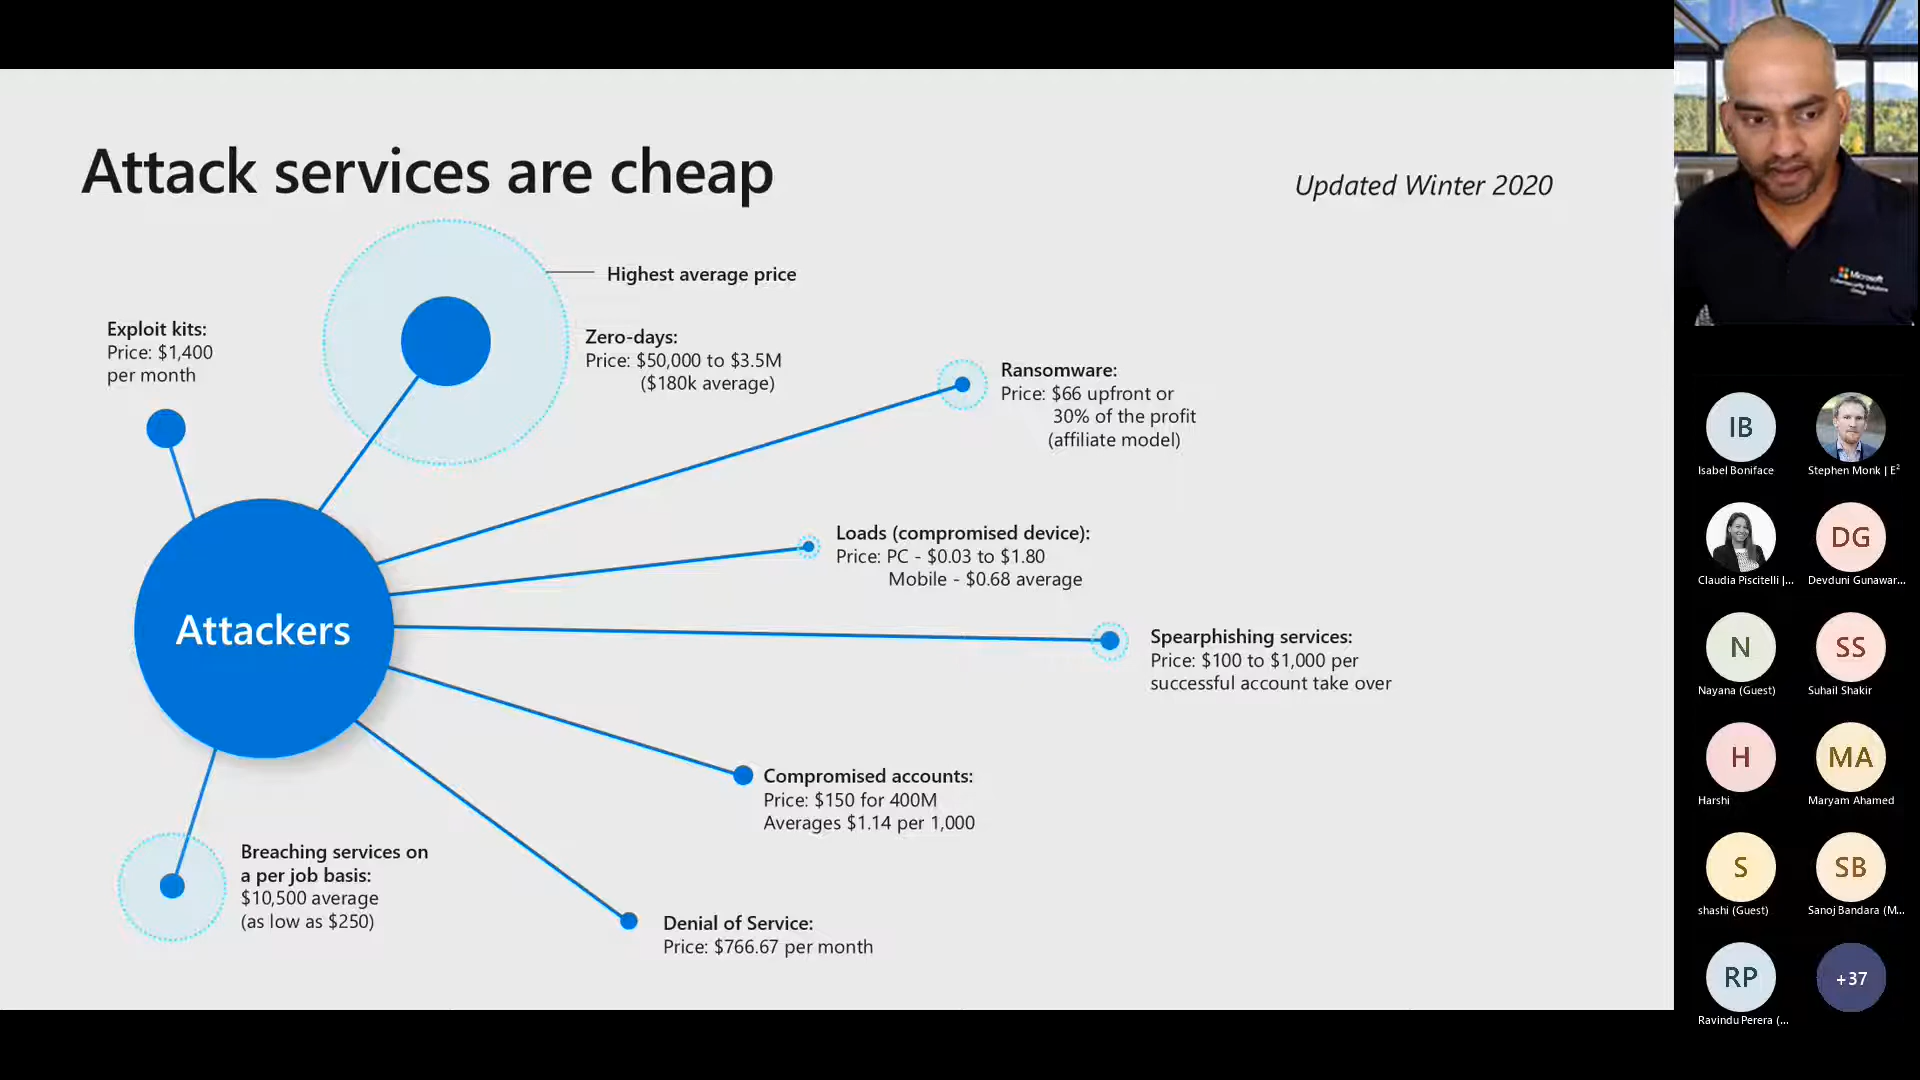 Attack services are cheap
Updated Winter 2020
Highest average price
Exploit kits:
Price: $1,400
per month
Zero-days:
Price: $50,000 to $3.5M
($180k average)
Ransomware:
Price: $66 upfront or
30% of the profit
(affiliate model)
Loads (compromised device):
Price: PC - $0.03 to $1.80
Mobile - $0.68 average
Attackers
Spearphishing services:
Price: $100 to $1,000 per
successful account take over
Compromised accounts:
Price: $150 for 400M
Averages $1.14 per 1,000
Breaching services on
a per job basis:
$10,500 average
(as low as $250)
Denial of Service:
Price: $766.67 per month
Microsoft
Cybersecurity Solutions
Group
IB
Isabel Boniface
Stephen Monk | E²
Claudia Piscitelli |...
DG
Devduni Gunawar...
N
Nayana (Guest)
SS
Suhail Shakir
H
Harshi
MA
Maryam Ahamed
S
shashi (Guest)
SB
Sanoj Bandara (M...
RP
Ravindu Perera (...
+37